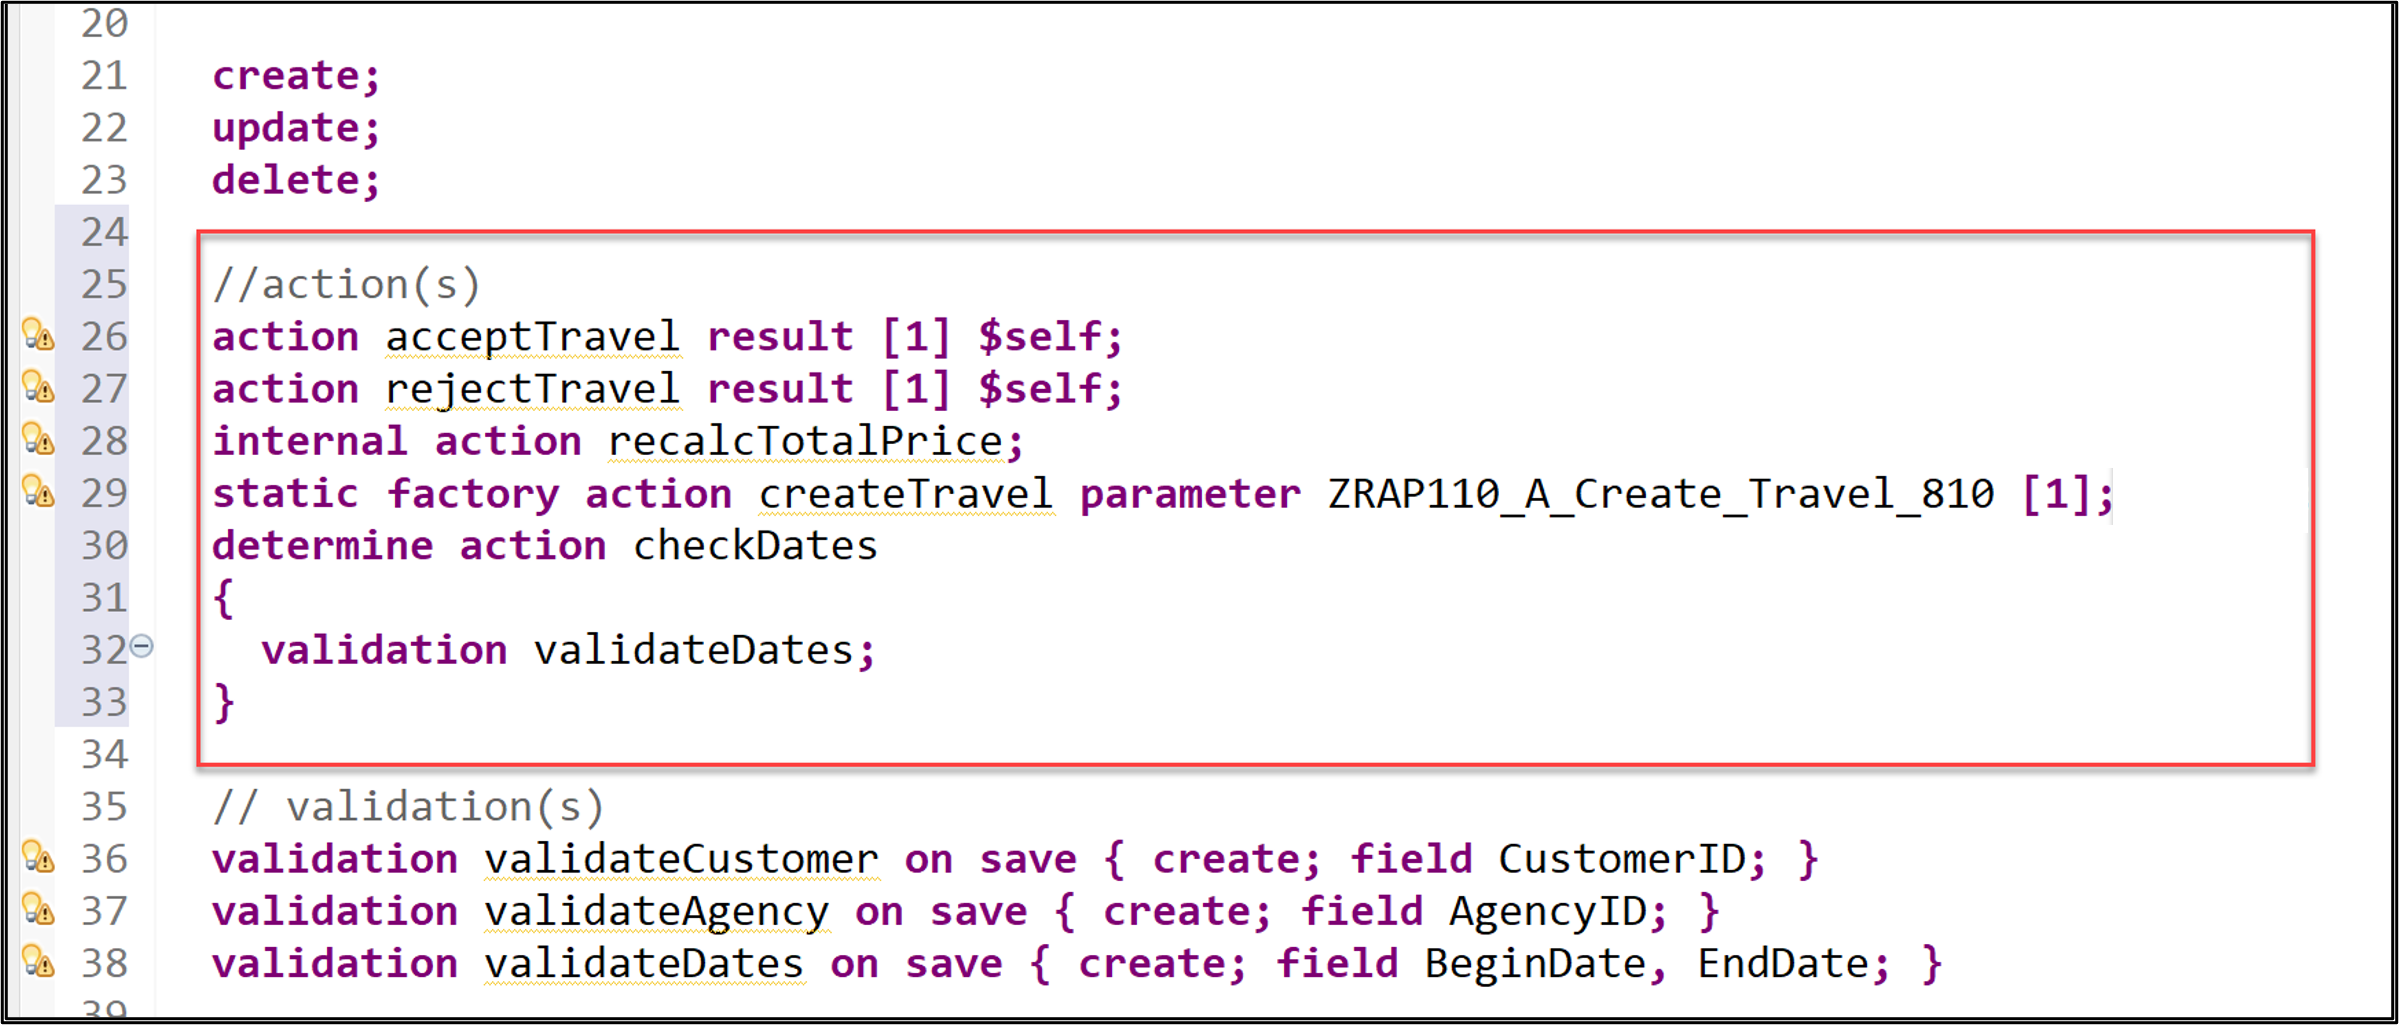 20
21 create;
22 update;
23 delete;
24
25 //action(s)
26 action acceptTravel result [1] $self;
27 action rejectTravel result [1] $self;
28 internal action recalcTotalPrice;
29 static factory action createTravel parameter ZRAP110_A_Create_Travel_810 [1];
30 determine action checkDates
31 {
32 validation validateDates;
33 }
34
35 // validation(s)
36 validation validateCustomer on save { create; field CustomerID; }
37 validation validateAgency on save { create; field AgencyID; }
38 validation validateDates on save { create; field BeginDate, EndDate; }
39